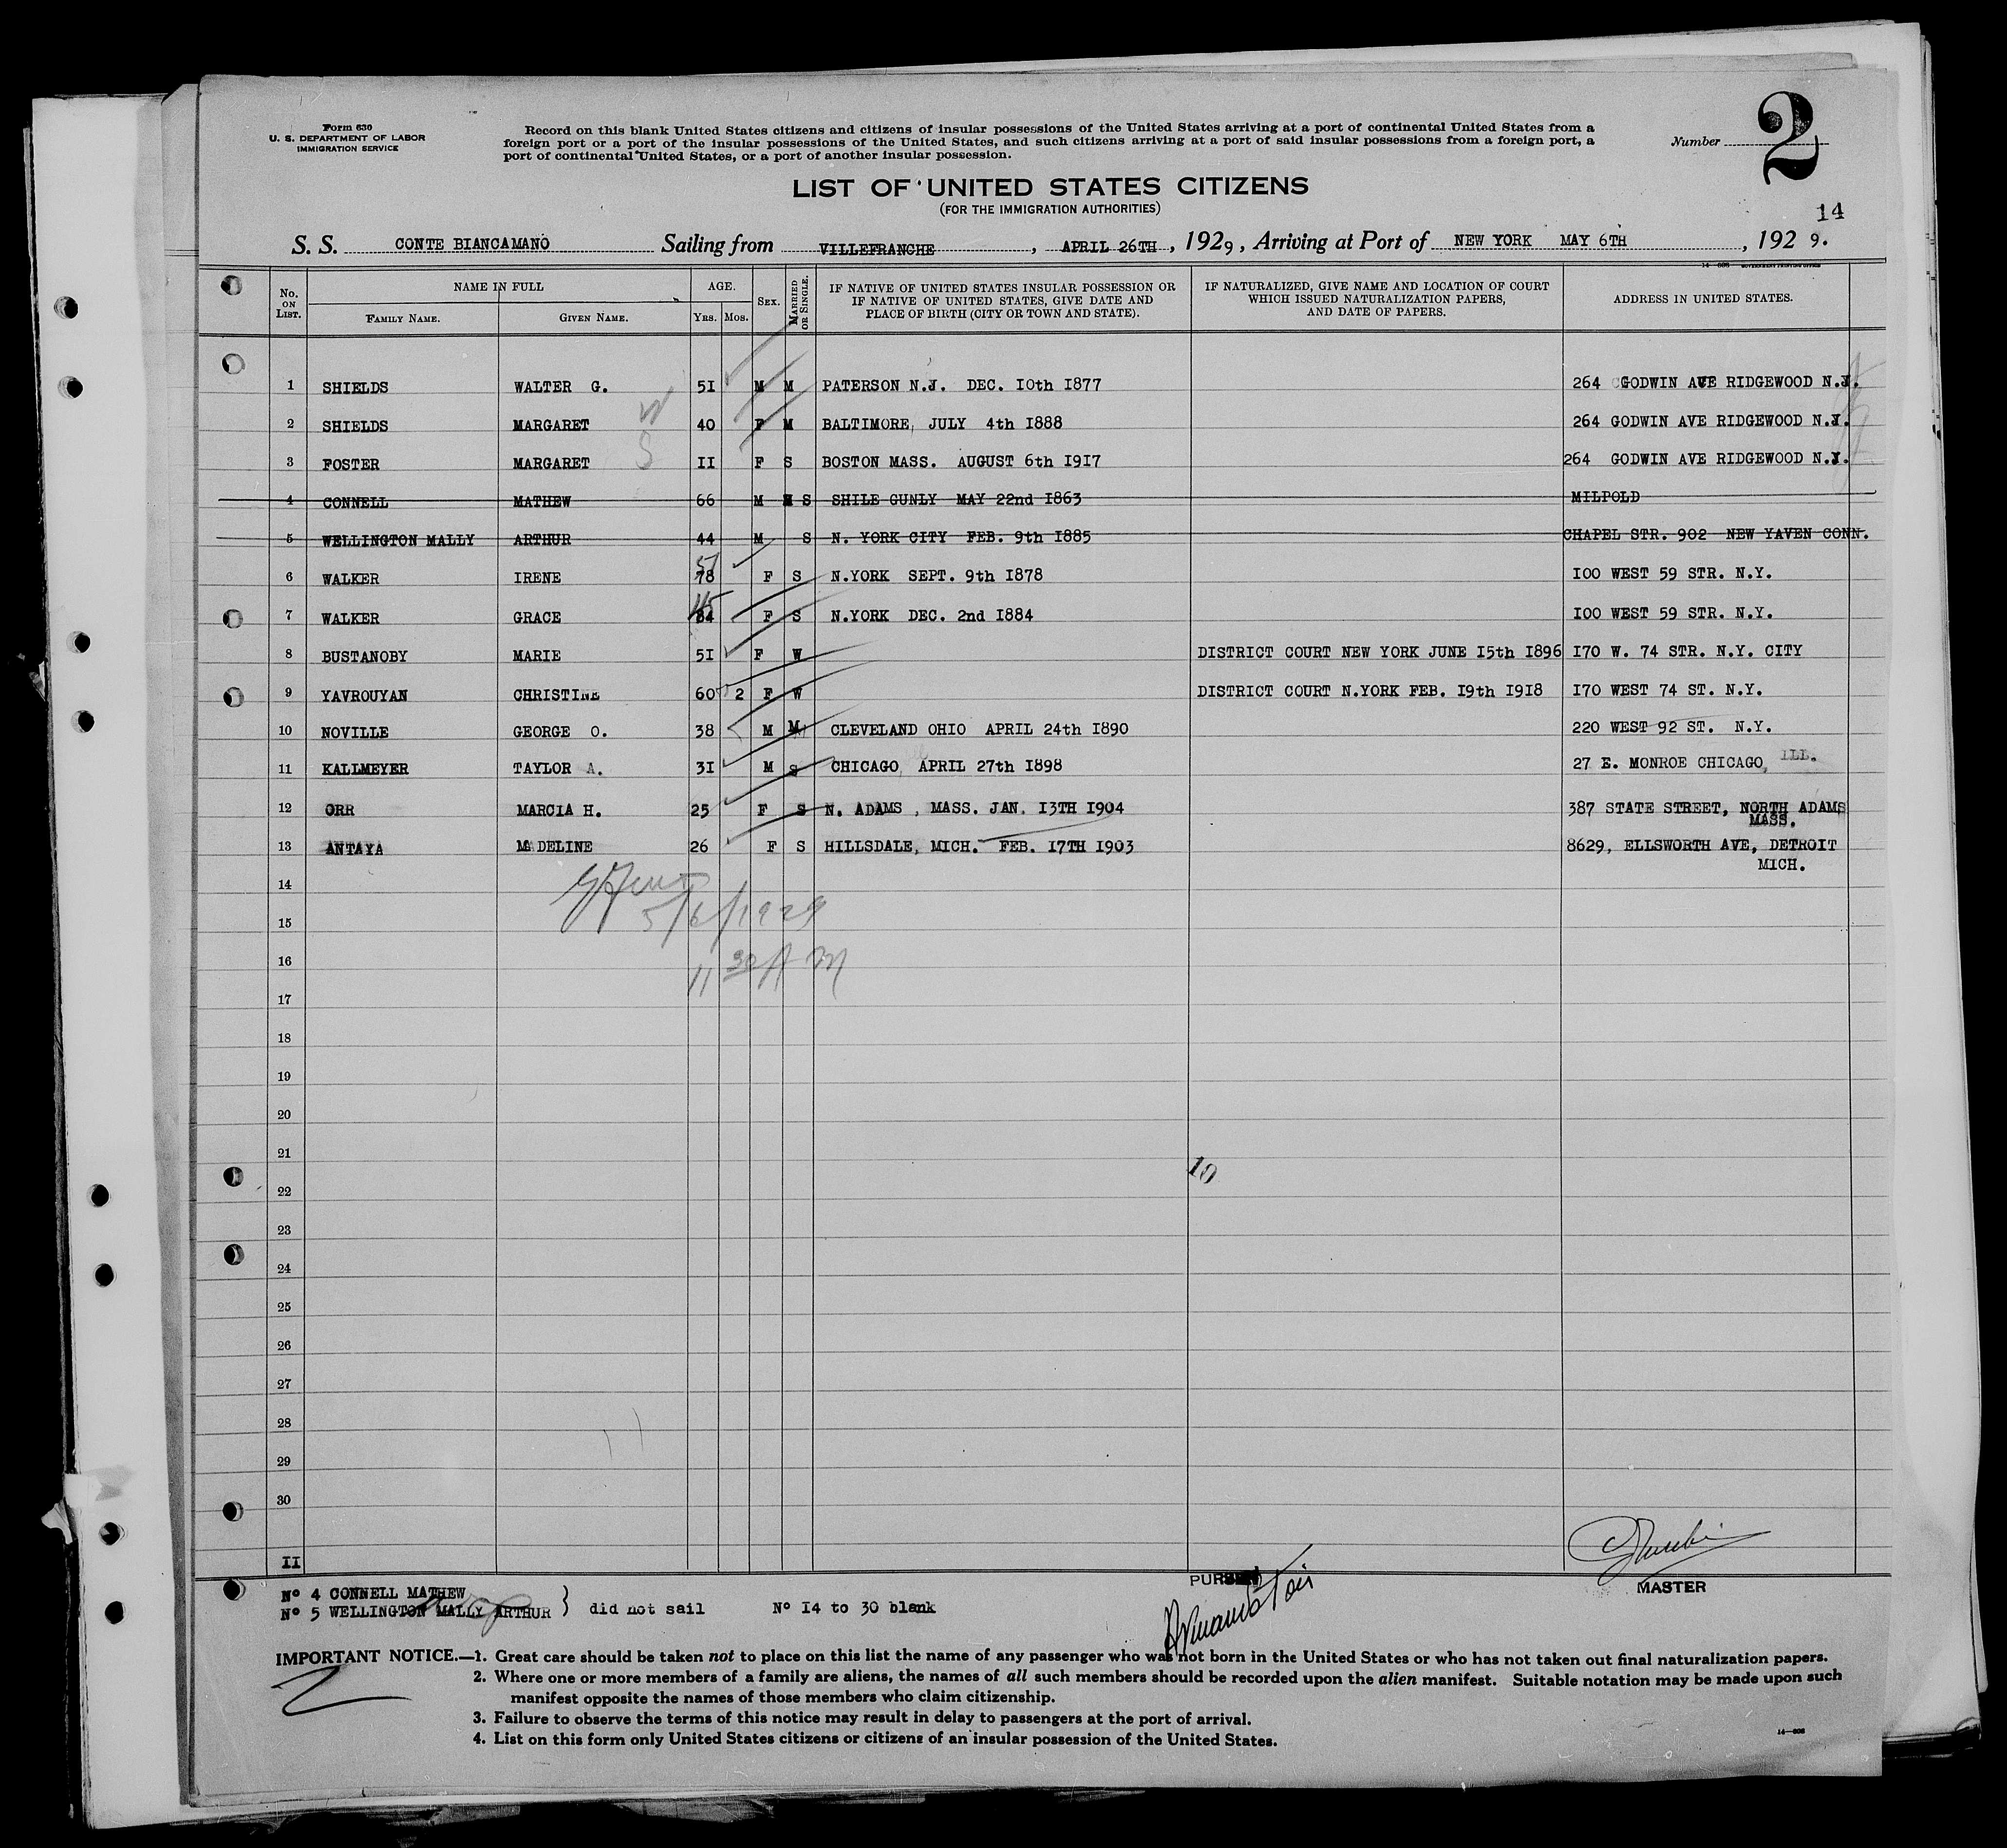 Form 630
U. S. DEPARTMENT OF LABOR
IMMIGRATION SERVICE
Record on this blank United States citizens and citizens of insular possessions of the United States arriving at a port of continental United States from a
foreign port or a port of the insular possessions of the United States, and such citizens arriving at a port of said insular possessions from a foreign port, a
port of continental United States, or a port of another insular possession.
Number 2
LIST OF UNITED STATES CITIZENS
(FOR THE IMMIGRATION AUTHORITIES)
14
S. S. CONTE BIANCAMANO Sailing from VILLEFRANCHE, APRIL 26TH, 1929, Arriving at Port of NEW YORK MAY 6TH, 1929.
No. ON LIST. NAME IN FULL FAMILY NAME. GIVEN NAME. AGE. YRS. MOS. SEX. MARRIED OR SINGLE. IF NATIVE OF UNITED STATES INSULAR POSSESSION OR IF NATIVE OF UNITED STATES, GIVE DATE AND PLACE OF BIRTH (CITY OR TOWN AND STATE). IF NATURALIZED, GIVE NAME AND LOCATION OF COURT WHICH ISSUED NATURALIZATION PAPERS, AND DATE OF PAPERS. ADDRESS IN UNITED STATES.
1 SHIELDS WALTER G. 51 M M PATERSON N.J. DEC. 10th 1877 264 GODWIN AVE RIDGEWOOD N.J.
2 SHIELDS MARGARET W 40 F M BALTIMORE, JULY 4th 1888 264 GODWIN AVE RIDGEWOOD N.J.
3 FOSTER MARGARET S 11 F S BOSTON MASS. AUGUST 6th 1917 264 GODWIN AVE RIDGEWOOD N.J.
4 CONNELL MATHEW 66 M S SHILE GUNLY MAY 22nd 1863 MILPOLD
5 WELLINGTON MALLY ARTHUR 44 M S N. YORK CITY FEB. 9th 1885 CHAPEL STR. 902 NEW YAVEN CONN.
6 WALKER IRENE 78 51 F S N.YORK SEPT. 9th 1878 100 WEST 59 STR. N.Y.
7 WALKER GRACE 84 45 F S N.YORK DEC. 2nd 1884 100 WEST 59 STR. N.Y.
8 BUSTANOBY MARIE 51 F W DISTRICT COURT NEW YORK JUNE 15th 1896 170 W. 74 STR. N.Y. CITY
9 YAVROUYAN CHRISTINE 60 2 F W DISTRICT COURT N.YORK FEB. 19th 1918 170 WEST 74 ST. N.Y.
10 NOVILLE GEORGE O. 38 M M CLEVELAND OHIO APRIL 24th 1890 220 WEST 92 ST. N.Y.
11 KALLMEYER TAYLOR A. 31 M S CHICAGO, APRIL 27th 1898 27 E. MONROE CHICAGO, ILL.
12 ORR MARCIA H. 25 F S N. ADAMS, MASS. JAN. 13TH 1904 387 STATE STREET, NORTH ADAMS MASS.
13 ANTAYA MADELINE 26 F S HILLSDALE, MICH. FEB. 17TH 1903 8629, ELLSWORTH AVE, DETROIT MICH.
14
5/6/1929
15
16
11 30 A M
17
18
19
20
21
10
22
23
24
25
26
27
28
29
30
11
PURSER
MASTER
Nº 4 CONNELL MATHEW
Nº 5 WELLINGTON MALLY ARTHUR } did not sail Nº 14 to 30 blank
IMPORTANT NOTICE.—1. Great care should be taken not to place on this list the name of any passenger who was not born in the United States or who has not taken out final naturalization papers.
2. Where one or more members of a family are aliens, the names of all such members should be recorded upon the alien manifest. Suitable notation may be made upon such
manifest opposite the names of those members who claim citizenship.
3. Failure to observe the terms of this notice may result in delay to passengers at the port of arrival.
4. List on this form only United States citizens or citizens of an insular possession of the United States.